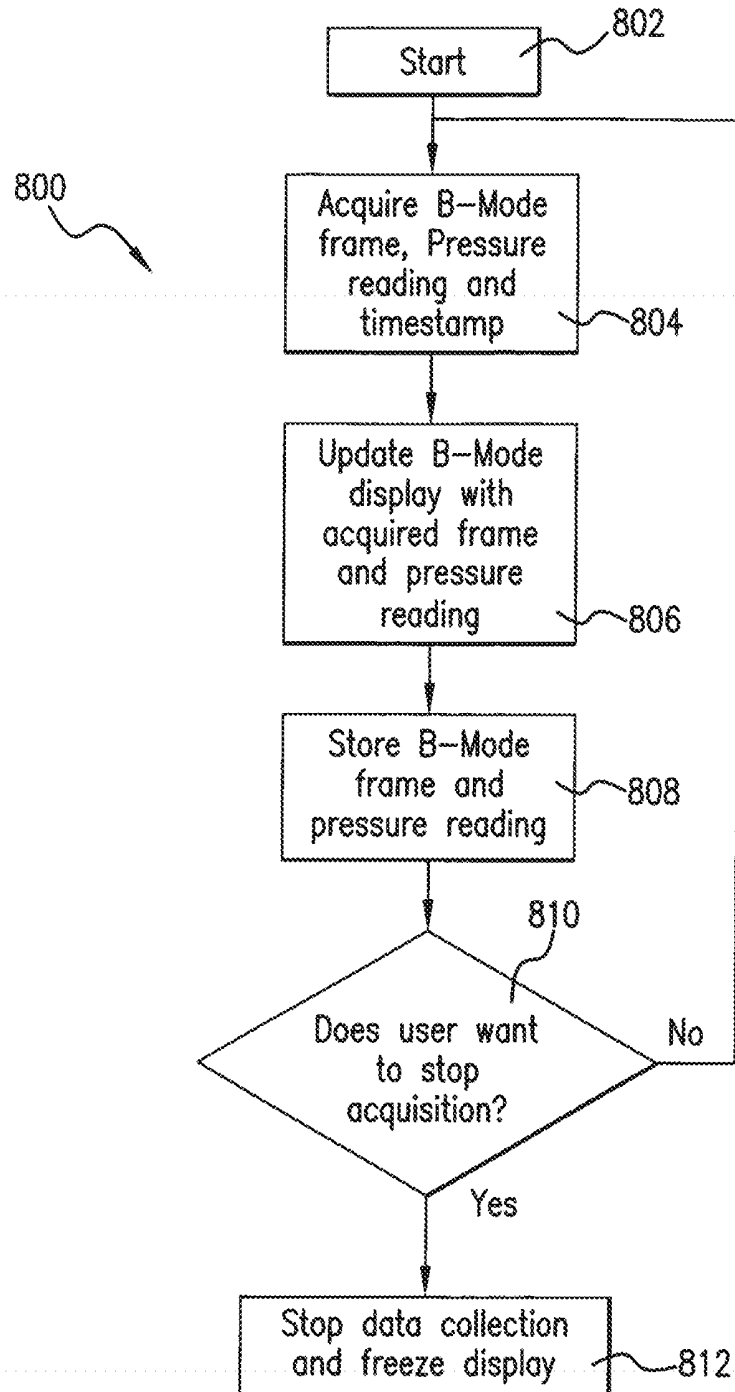 802
Start
800
Acquire B-Mode
frame, Pressure
reading and
timestamp
804
Update B-Mode
display with
acquired frame
and pressure
reading
806
Store B-Mode
frame and
pressure reading
808
810
Does user want
to stop
acquisition?
No
Yes
Stop data collection
and freeze display
812